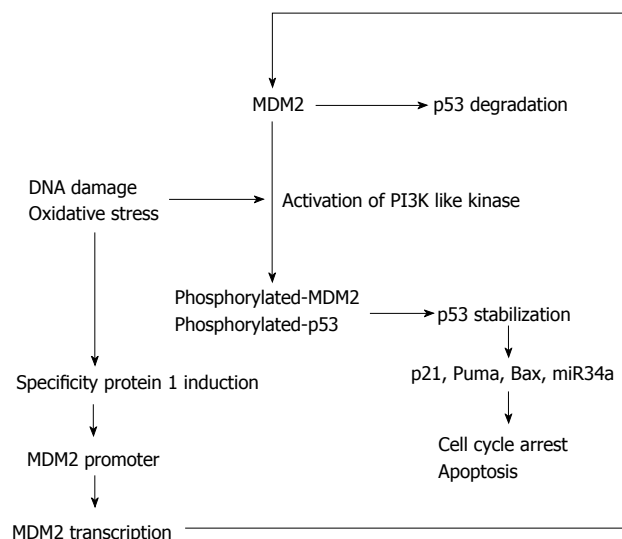 MDM2
p53 degradation
DNA damage
Oxidative stress
Activation of PI3K like kinase
Phosphorylated-MDM2
Phosphorylated-p53
p53 stabilization
Specificity protein 1 induction
p21, Puma, Bax, miR34a
MDM2 promoter
Cell cycle arrest
Apoptosis
MDM2 transcription